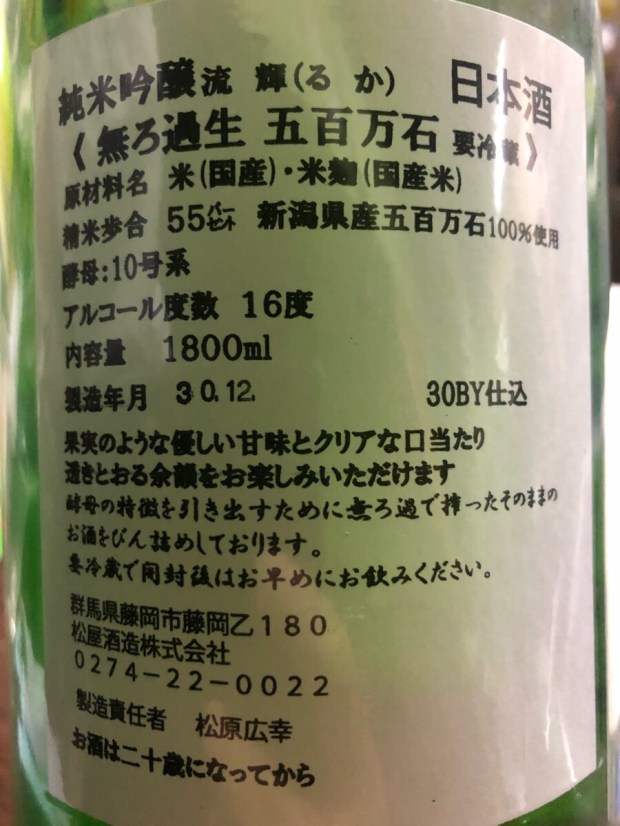 純米吟醸流 輝(る か) 日本酒
《 無ろ過生 五百万石 要冷蔵》
原材料名 米(国産)・米麹(国産米)
精米歩合 55パーセント 新潟県産五百万石100%使用
酵母:10号系
アルコール度数 16度
内容量 1800ml
製造年月 30.12. 30BY仕込
果実のような優しい甘味とクリアな口当たり
透きとおる余韻をお楽しみいただけます
酵母の特徴を引き出すために無ろ過で搾ったそのままの
お酒をびん詰めしております。
要冷蔵で開封後はお早めにお飲みください。
群馬県藤岡市藤岡乙180
松屋酒造株式会社
0274-22-0022
製造責任者 松原広幸
お酒は二十歳になってから